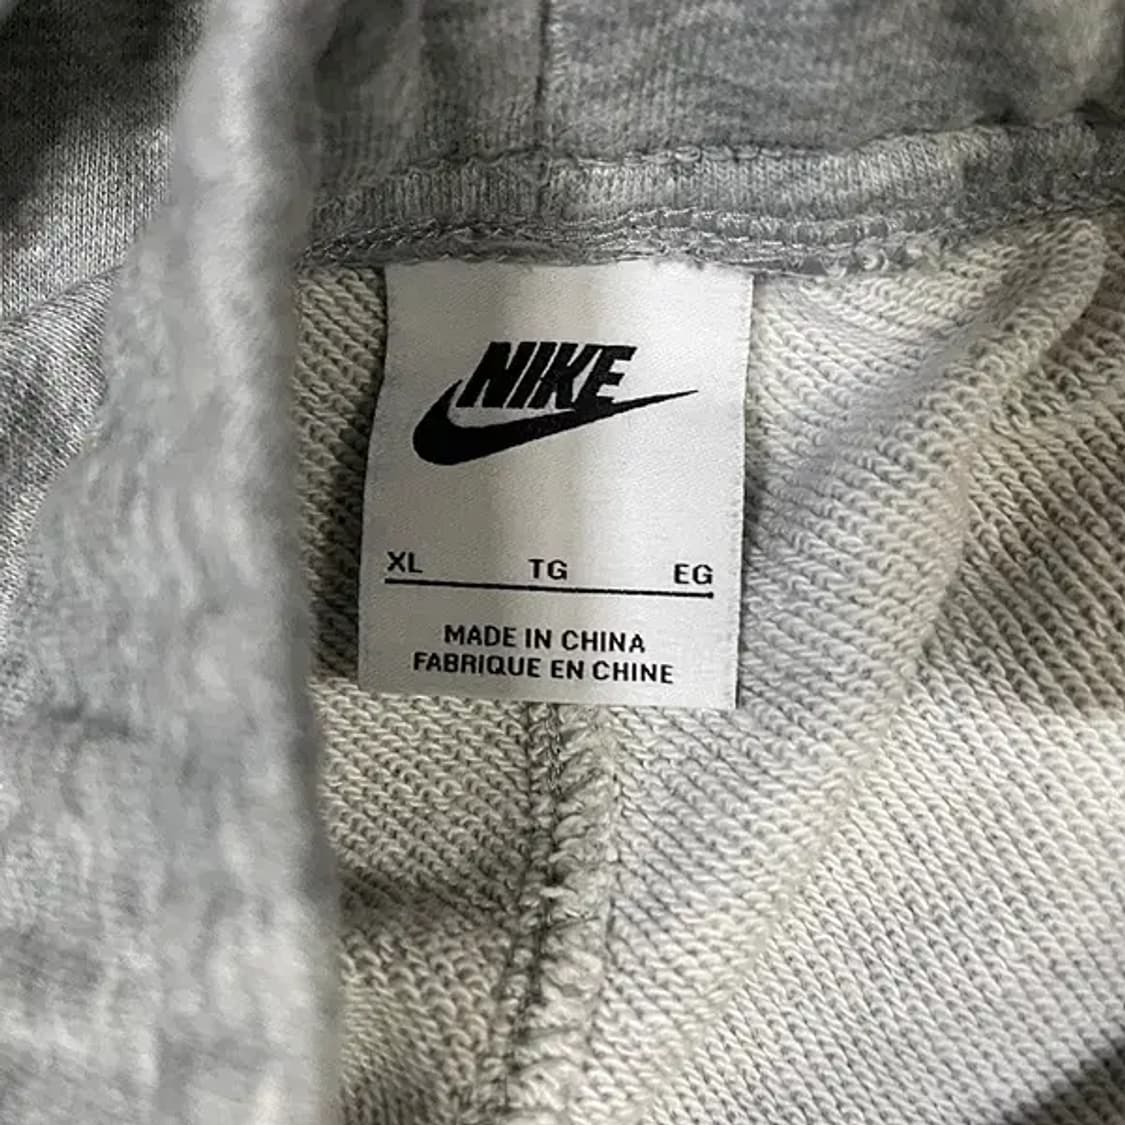 NIKE
XL TG EG
MADE IN CHINA
FABRIQUE EN CHINE